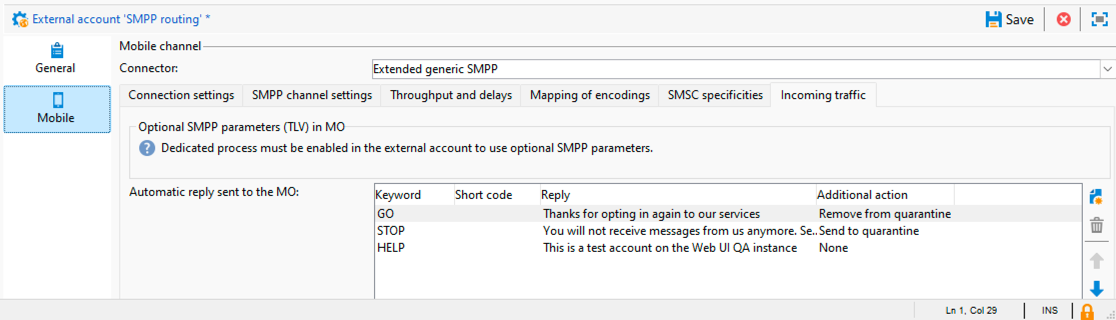 External account 'SMPP routing' *
Save
General
Mobile
Mobile channel
Connector:
Extended generic SMPP
Connection settings
SMPP channel settings
Throughput and delays
Mapping of encodings
SMSC specificities
Incoming traffic
Optional SMPP parameters (TLV) in MO
? Dedicated process must be enabled in the external account to use optional SMPP parameters.
Automatic reply sent to the MO:
Keyword Short code Reply Additional action
GO Thanks for opting in again to our services Remove from quarantine
STOP You will not receive messages from us anymore. Se.. Send to quarantine
HELP This is a test account on the Web UI QA instance None
Ln 1, Col 29 INS